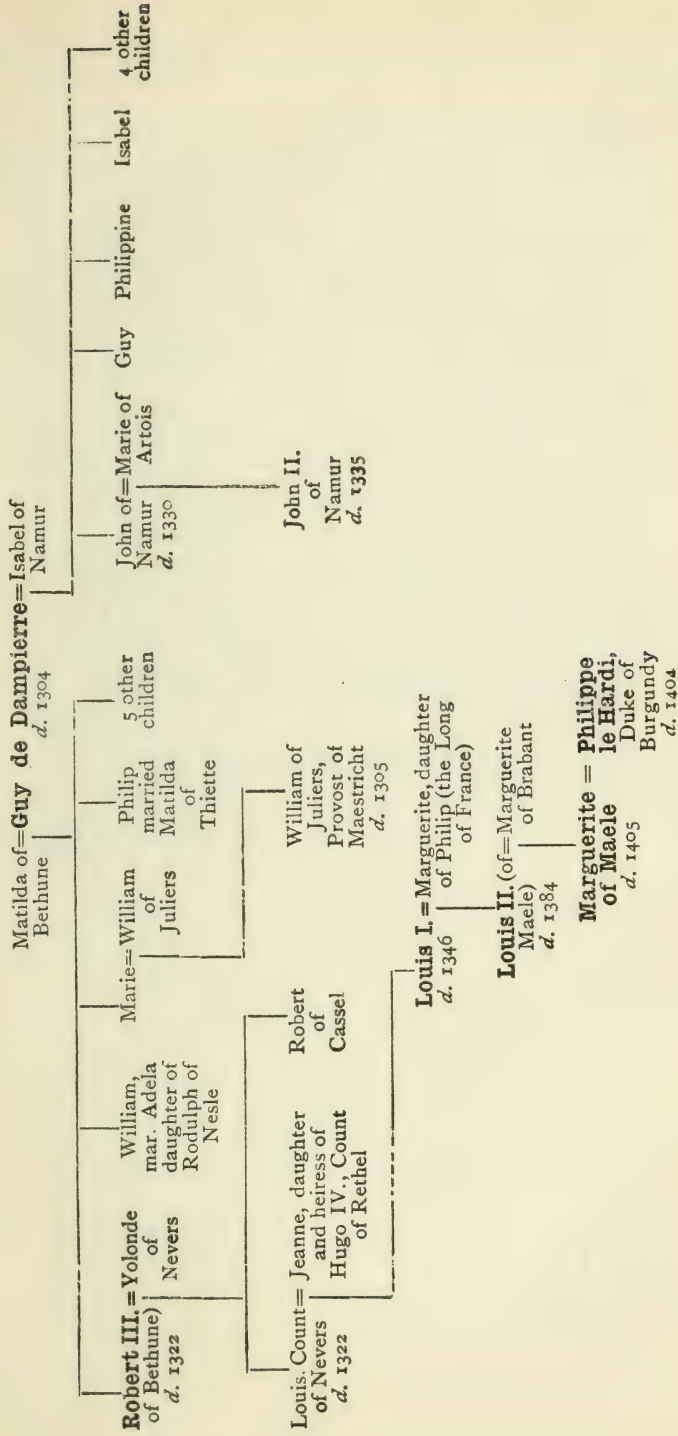 Matilda of=Guy de Dampierre=Isabel of
Bethune
d. 1304
Namur
Robert III.=Yolonde
of Bethune)
of
d. 1322
Nevers
William,
mar. Adela
daughter of
Rodulph of
Nesle
Marie=William
of
Juliers
Philip
married
Matilda
of
Thiette
5 other
children
John of=Marie of
Namur
Artois
d. 1330
Guy
Philippine
Isabel
4 other
children
Louis. Count=Jeanne, daughter
of Nevers
and heiress of
d. 1322
Hugo IV., Count
of Rethel
Robert
of
Cassel
William of
Juliers,
Provost of
Maestricht
d. 1305
John II.
of
Namur
d. 1335
Louis I.=Marguerite, daughter
d. 1346
of Philip (the Long
of France)
Louis II. (of=Marguerite
Maele)
of Brabant
d. 1384
Marguerite = Philippe
of Maele
le Hardi,
d. 1405
Duke of
Burgundy
d. 1404